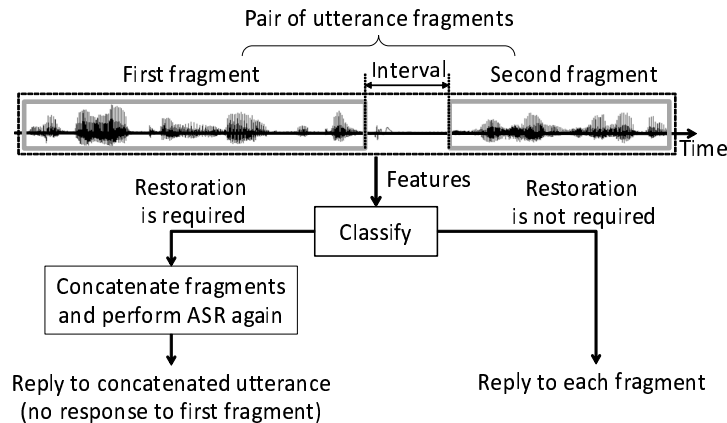 Pair of utterance fragments
First fragment
Interval
Second fragment
Time
Features
Restoration
is required
Restoration
is not required
Classify
Concatenate fragments
and perform ASR again
Reply to concatenated utterance
(no response to first fragment)
Reply to each fragment